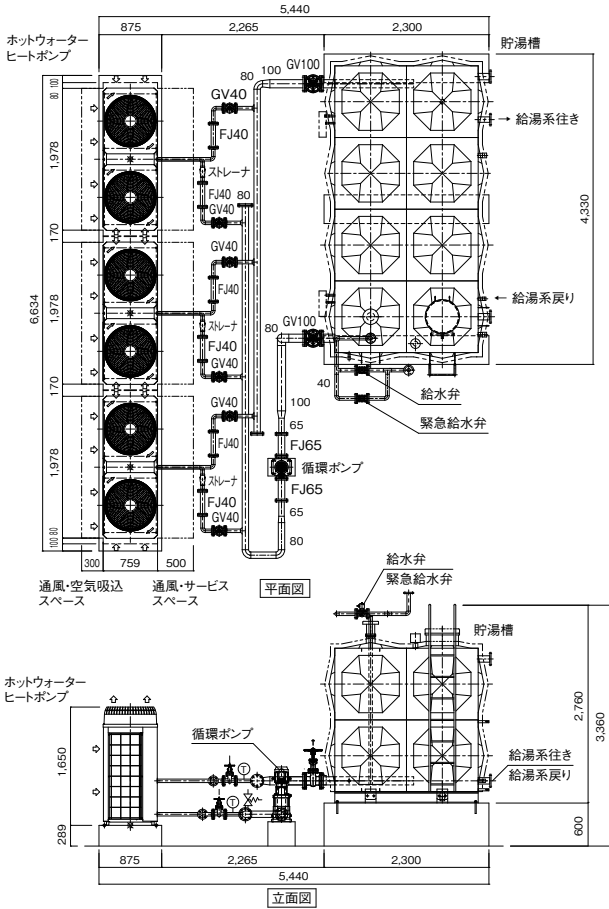 5,440
875
2,265
2,300
ホットウォーター
ヒートポンプ
貯湯槽
GV100
100
80
80 100
GV40
FJ40
給湯系往き
1,978
ストレーナ
FJ40
80
GV40
170
4,330
GV40
FJ40
給湯系戻り
6,634
1,978
ストレーナ
FJ40
GV40
GV100
80
170
40
給水弁
緊急給水弁
100
65
GV40
FJ40
FJ65
循環ポンプ
1,978
ストレーナ
FJ40
FJ65
GV40
65
80
100 80
300
759
500
通風・空気吸込
スペース
通風・サービス
スペース
平面図
給水弁
緊急給水弁
貯湯槽
ホットウォーター
ヒートポンプ
循環ポンプ
2,760
3,360
1,650
T
T
給湯系往き
給湯系戻り
289
600
875
2,265
2,300
5,440
立面図